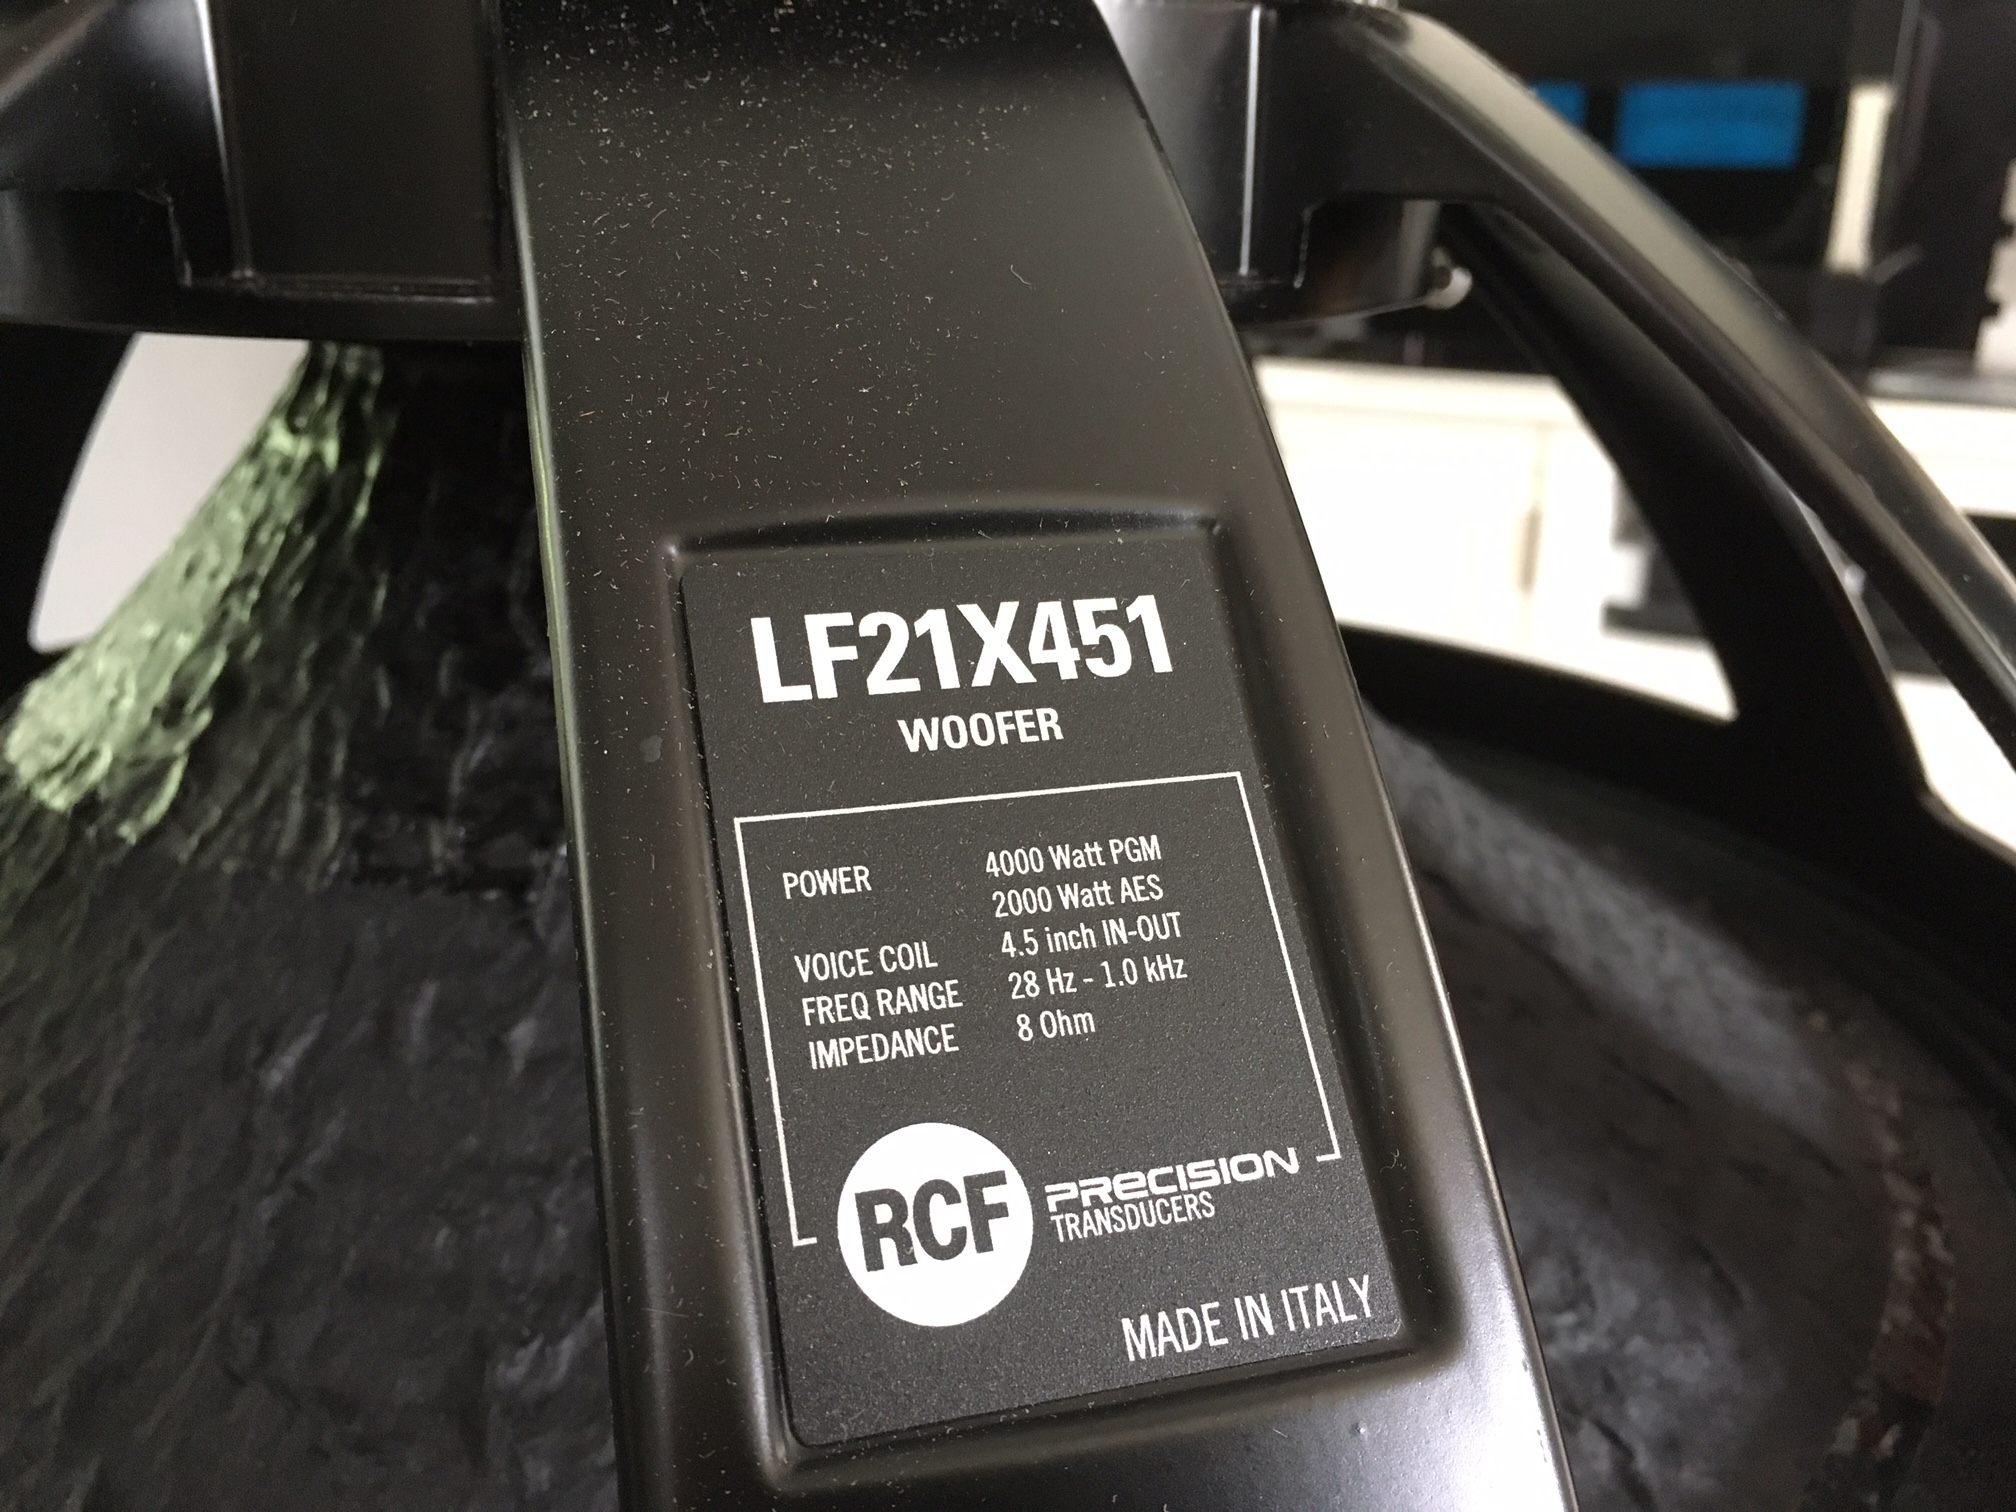 LF21X451
WOOFER
POWER 4000 Watt PGM
2000 Watt AES
VOICE COIL 4.5 inch IN-OUT
FREQ RANGE 28 Hz - 1.0 kHz
IMPEDANCE 8 Ohm
RCF PRECISION
TRANSDUCERS
MADE IN ITALY